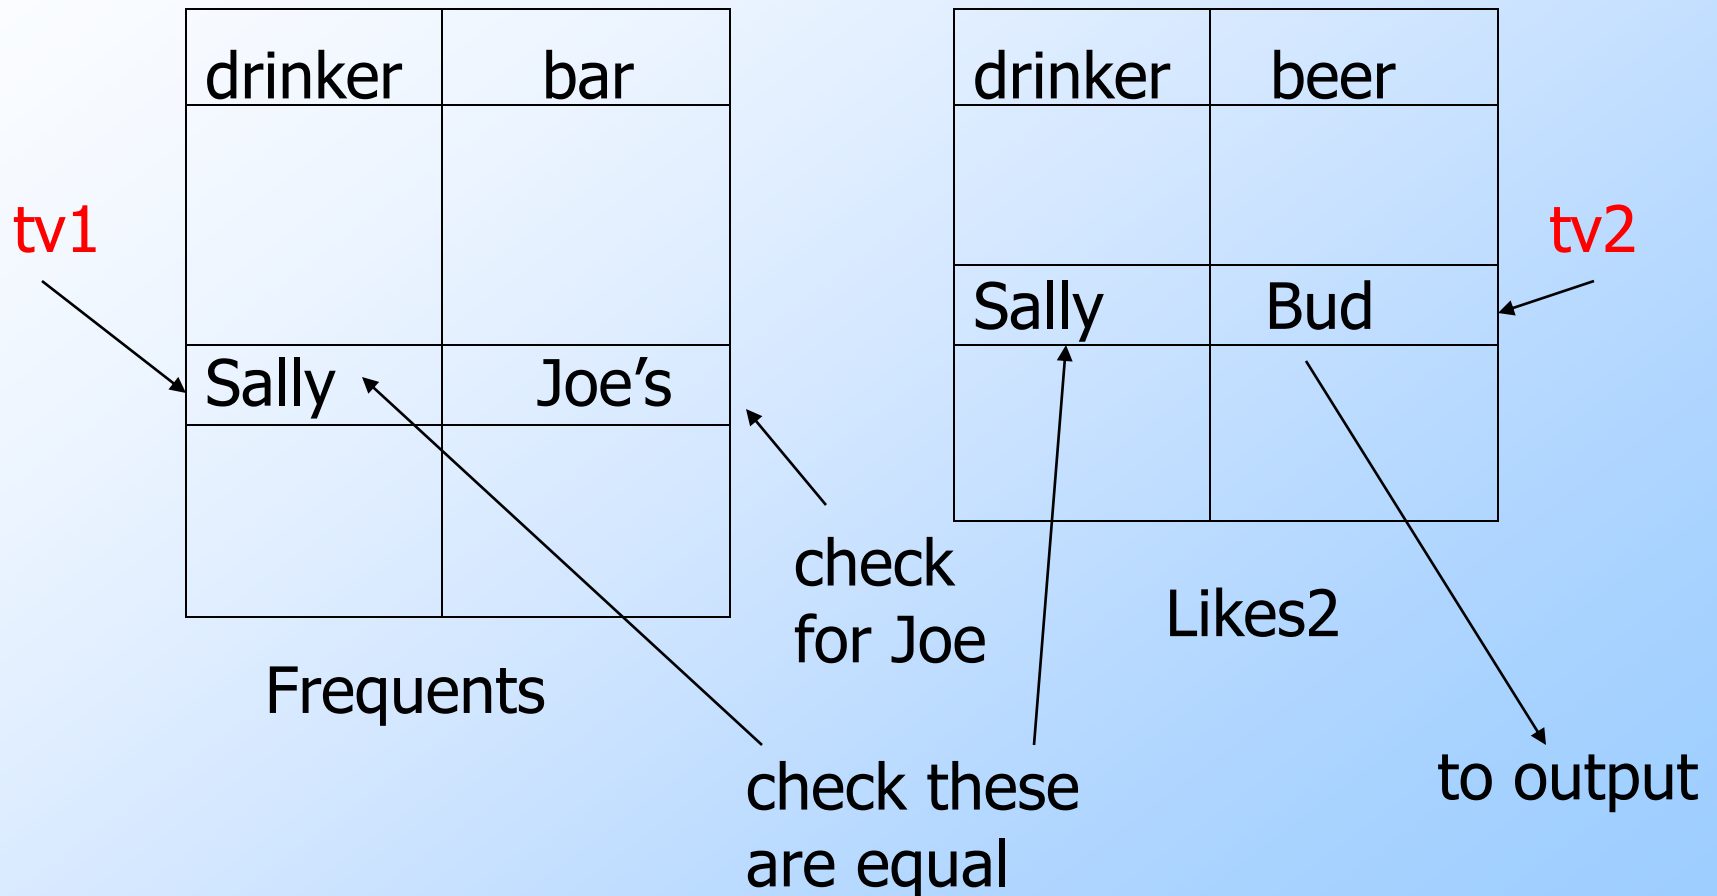 drinker bar
tv1
Sally Joe’s
Frequents
check
for Joe
check these
are equal
drinker beer
Sally Bud
tv2
Likes2
to output